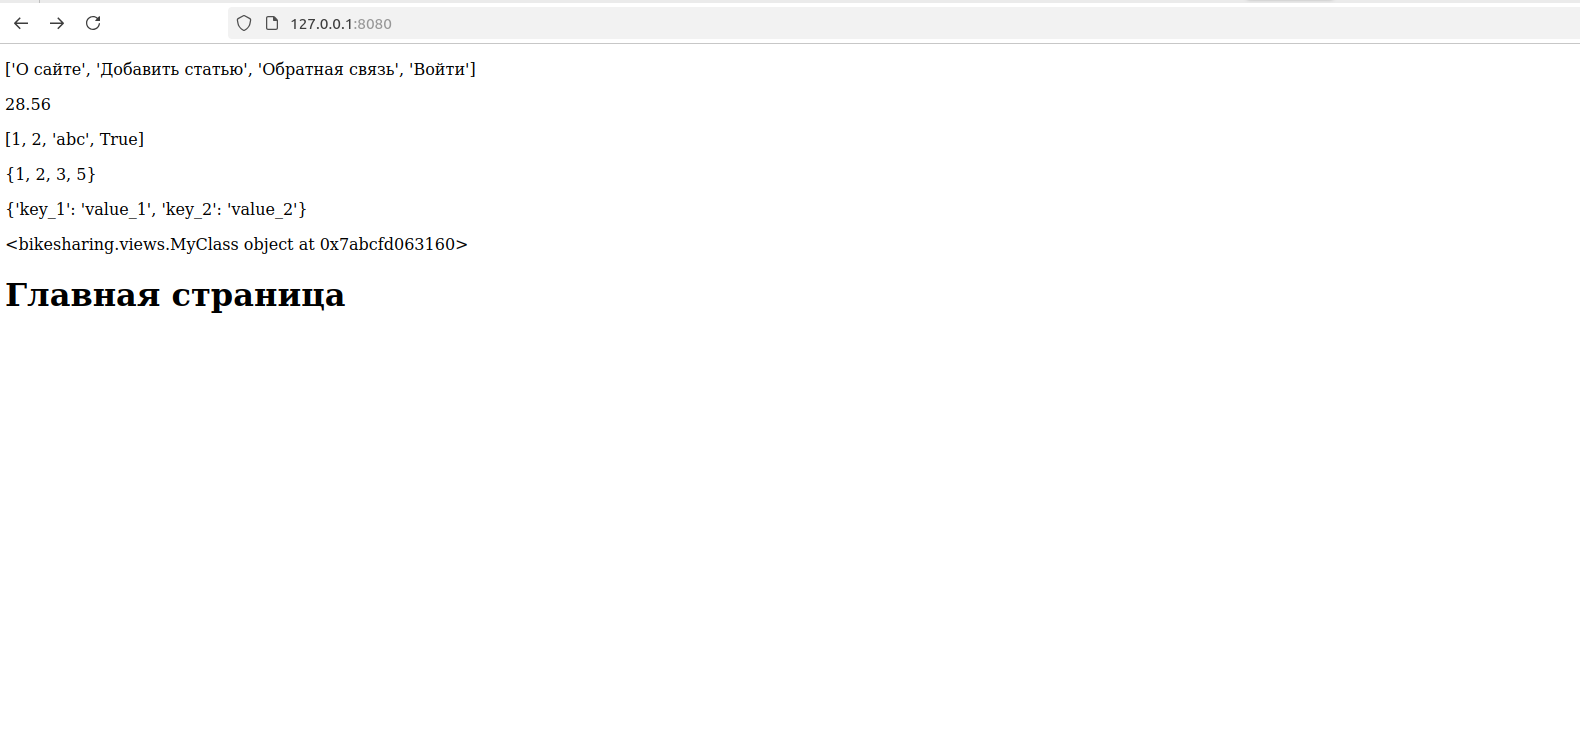 127.0.0.1:8080
['О сайте', 'Добавить статью', 'Обратная связь', 'Войти']
28.56
[1, 2, 'abc', True]
{1, 2, 3, 5}
{'key_1': 'value_1', 'key_2': 'value_2'}
<bikesharing.views.MyClass object at 0x7abcfd063160>
Главная страница